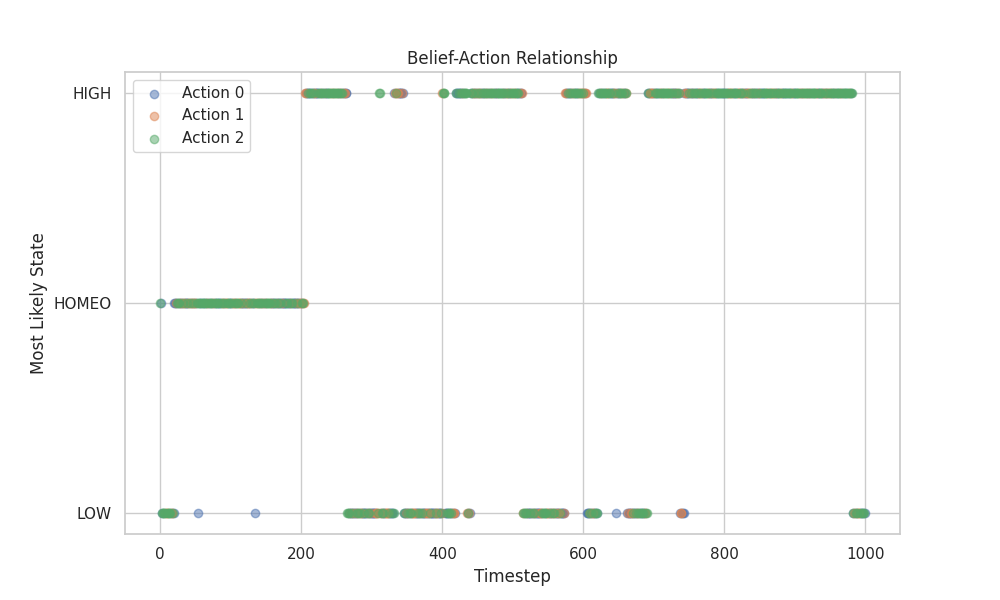 Belief-Action Relationship
Action 0
Action 1
Action 2
HIGH
HOMEO
LOW
Most Likely State
0
200
400
600
800
1000
Timestep